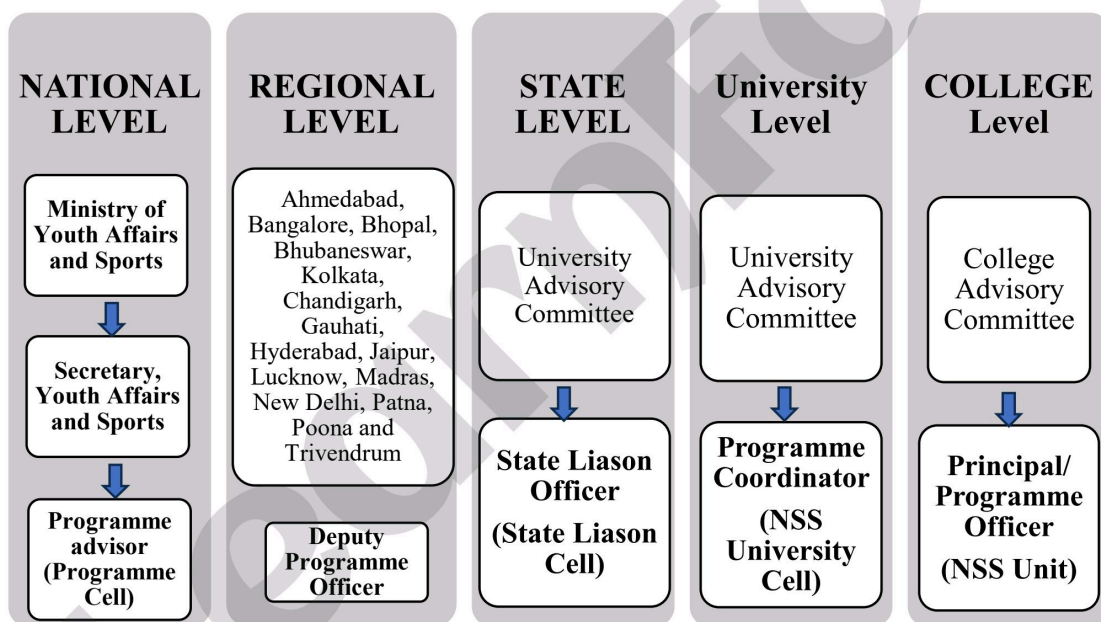 NATIONAL
LEVEL
Ministry of
Youth Affairs
and Sports
Secretary,
Youth Affairs
and Sports
Programme
advisor
(Programme
Cell)
REGIONAL
LEVEL
Ahmedabad,
Bangalore, Bhopal,
Bhubaneswar,
Kolkata,
Chandigarh,
Gauhati,
Hyderabad, Jaipur,
Lucknow, Madras,
New Delhi, Patna,
Poona and
Trivendrum
Deputy
Programme
Officer
STATE
LEVEL
University
Advisory
Committee
State Liason
Officer
(State Liason
Cell)
University
Level
University
Advisory
Committee
Programme
Coordinator
(NSS
University
Cell)
COLLEGE
Level
College
Advisory
Committee
Principal/
Programme
Officer
(NSS Unit)